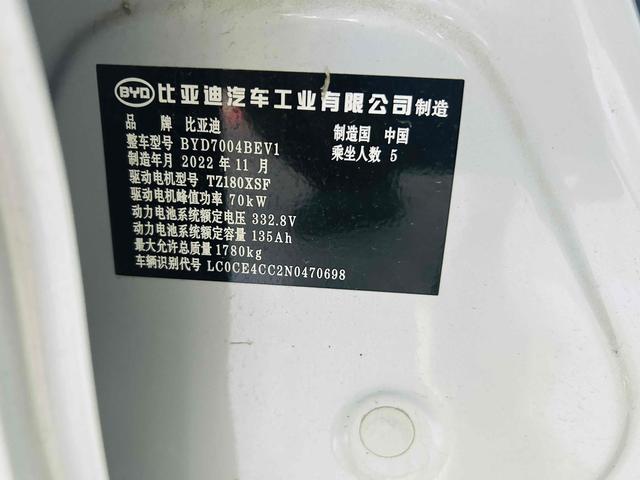 BYD 比亚迪汽车工业有限公司制造
品 牌 比亚迪 制造国 中国
整车型号 BYD7004BEV1 乘坐人数 5
制造年月 2022 年 11 月
驱动电机型号 TZ180XSF
驱动电机峰值功率 70kW
动力电池系统额定电压 332.8V
动力电池系统额定容量 135Ah
最大允许总质量 1780kg
车辆识别代号 LC0CE4CC2N0470698